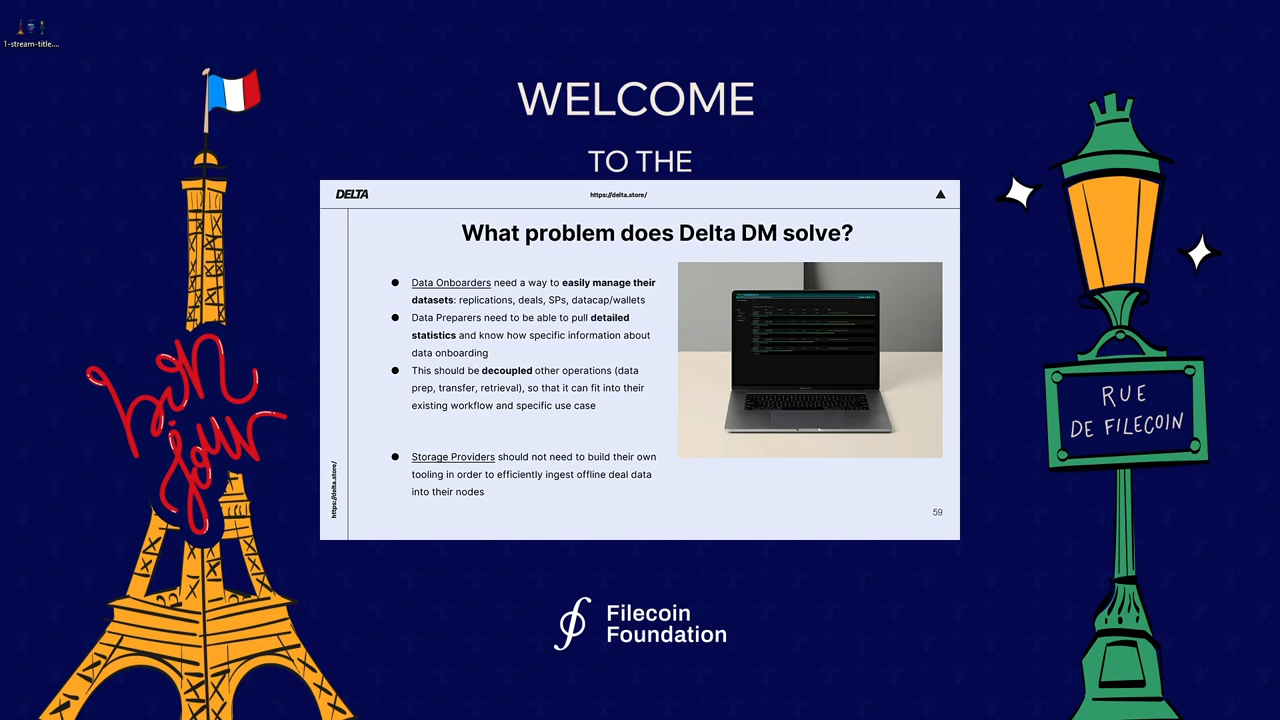 1-stream-title....
WELCOME
TO THE
DELTA
https://delta.store/
What problem does Delta DM solve?
● Data Onboarders need a way to easily manage their
datasets: replications, deals, SPs, datacap/wallets
● Data Preparers need to be able to pull detailed
statistics and know how specific information about
data onboarding
● This should be decoupled other operations (data
prep, transfer, retrieval), so that it can fit into their
existing workflow and specific use case
● Storage Providers should not need to build their own
tooling in order to efficiently ingest offline deal data
into their nodes
https://delta.store/
59
bon
jour
RUE
DE FILECOIN
Filecoin
Foundation